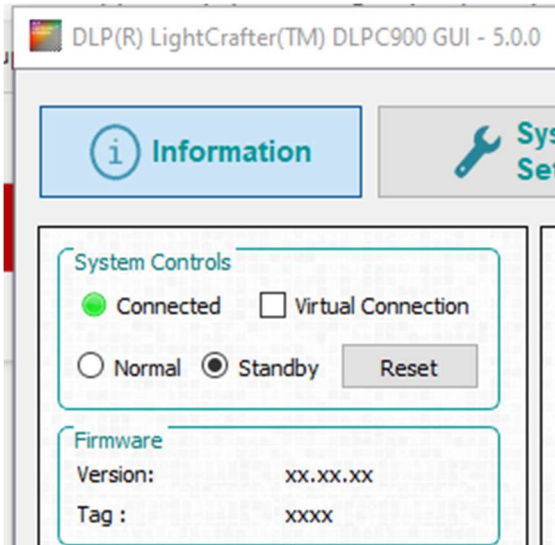 DLP(R) LightCrafter(TM) DLPC900 GUI - 5.0.0
i Information
System Controls
Connected Virtual Connection
Normal Standby Reset
Firmware
Version: xx.xx.xx
Tag : xxxx